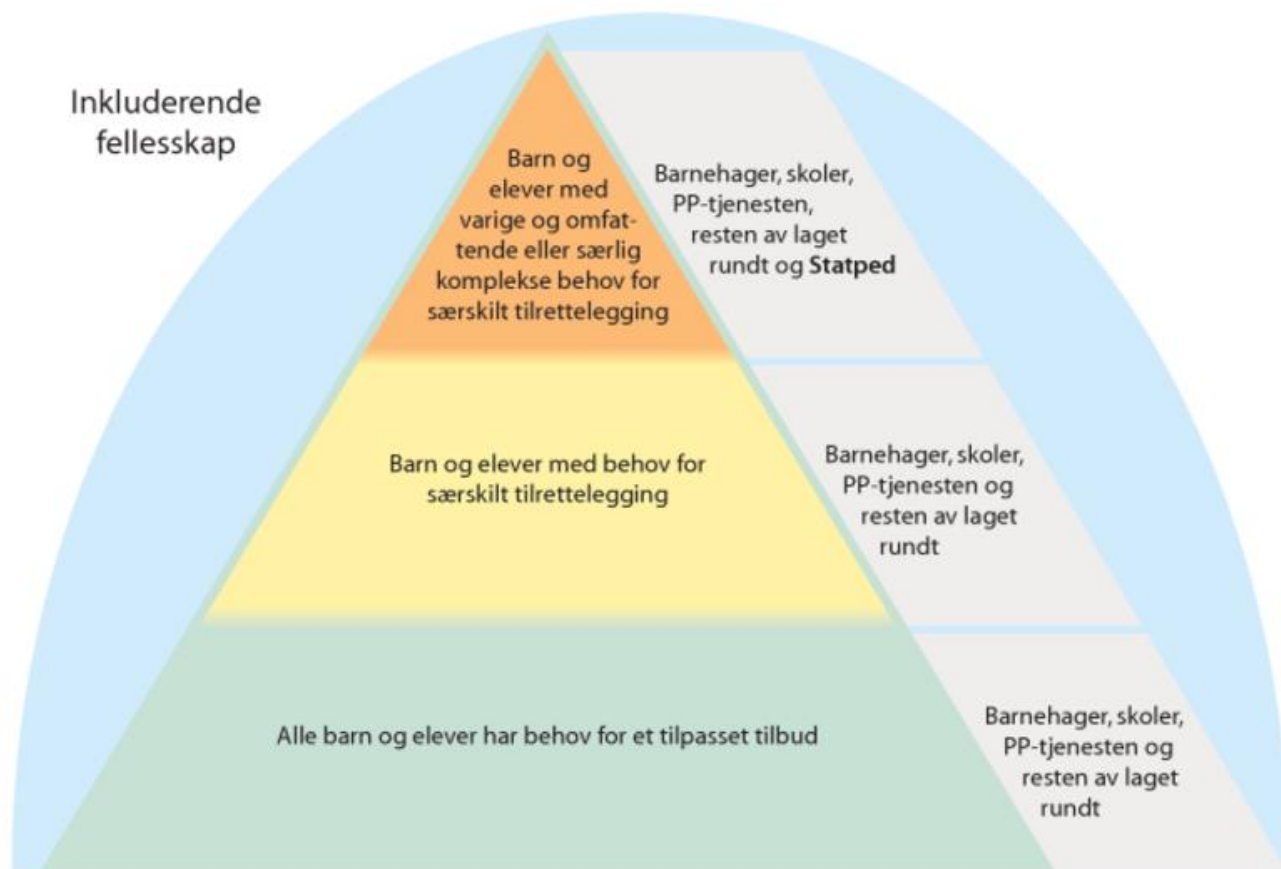 Inkluderende
fellesskap
Barn og
elever med
varige og omfat-
tende eller særlig
komplekse behov for
særskilt tilrettelegging
Barnehager, skoler,
PP-tjenesten,
resten av laget
rundt og Statped
Barn og elever med behov for
særskilt tilrettelegging
Barnehager, skoler,
PP-tjenesten og
resten av laget
rundt
Alle barn og elever har behov for et tilpasset tilbud
Barnehager, skoler,
PP-tjenesten og
resten av laget
rundt